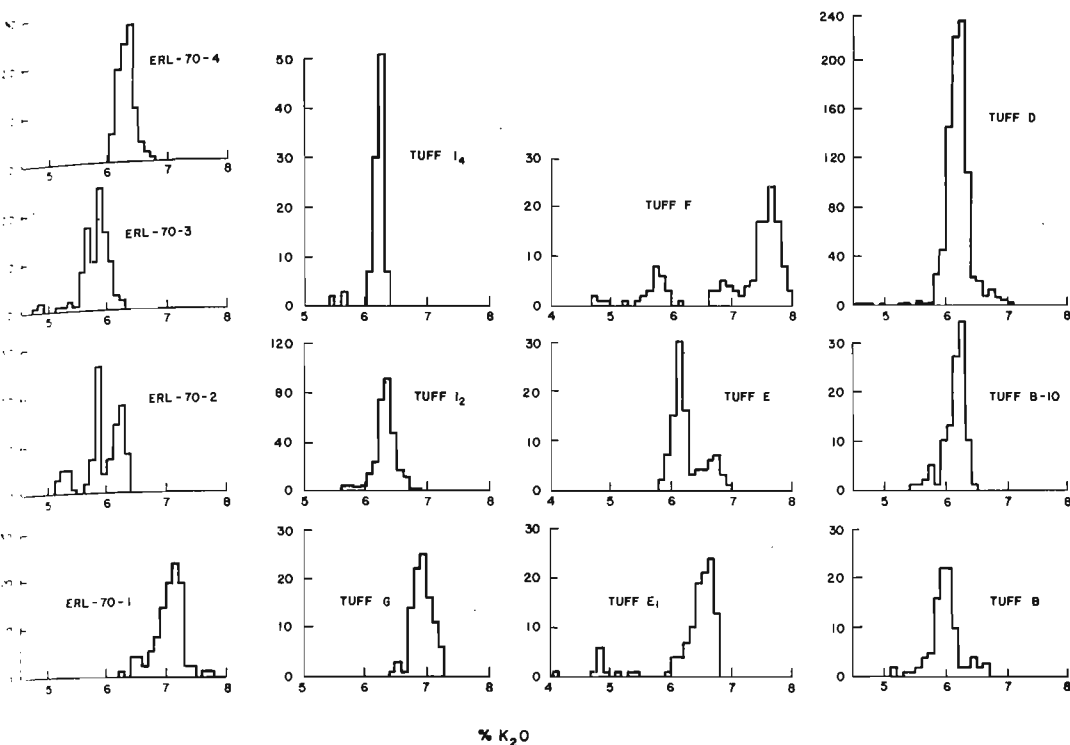 ERL-70-4
5 6 7 8
ERL-70-3
5 6 7 8
ERL-70-2
5 6 7 8
ERL-70-1
5 6 7 8
50
40
30
20
10
0
TUFF I4
5 6 7 8
120
80
40
0
TUFF I2
5 6 7 8
30
20
10
0
TUFF G
5 6 7 8
30
20
10
0
TUFF F
4 5 6 7 8
30
20
10
0
TUFF E
4 5 6 7 8
30
20
10
0
TUFF E1
4 5 6 7 8
240
200
160
120
80
40
0
TUFF D
5 6 7 8
30
20
10
0
TUFF B-10
5 6 7 8
30
20
10
0
TUFF B
5 6 7 8
% K2O